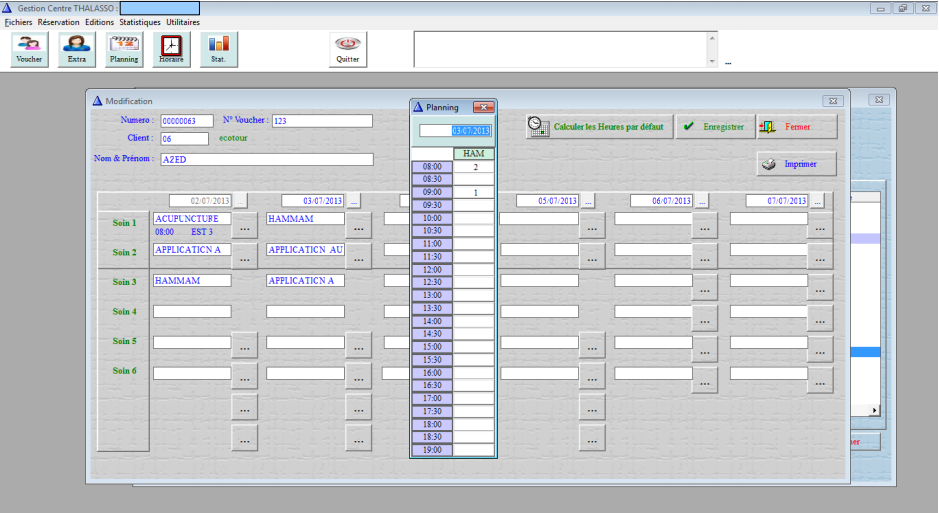 Gestion Centre THALASSO :
Fichiers Réservation Editions Statistiques Utilitaires
Voucher Extra Planning Horaire Stat. Quitter
...
Modification
Numero : 00000063 N° Voucher : 123
Client : 06 ecotour
Nom & Prénom : AZED
Calculer les Heures par défaut Enregistrer Fermer
Imprimer
Planning
03/07/2013
HAM
08:00 2
08:30
09:00 1
09:30
10:00
10:30
11:00
11:30
12:00
12:30
13:00
13:30
14:00
14:30
15:00
15:30
16:00
16:30
17:00
17:30
18:00
18:30
19:00
02/07/2013 ... 03/07/2013 ... 05/07/2013 ... 06/07/2013 ... 07/07/2013 ...
Soin 1 ACUPUNCTURE ... HAMMAM ... ... ... ...
08:00 EST 3
Soin 2 APPLICATION A ... APPLICATION AU ... ... ... ...
Soin 3 HAMMAM APPLICATION A ... ...
Soin 4 ... ...
Soin 5 ... ... ... ... ...
Soin 6 ... ... ... ... ...
... ... ...
... ... ...